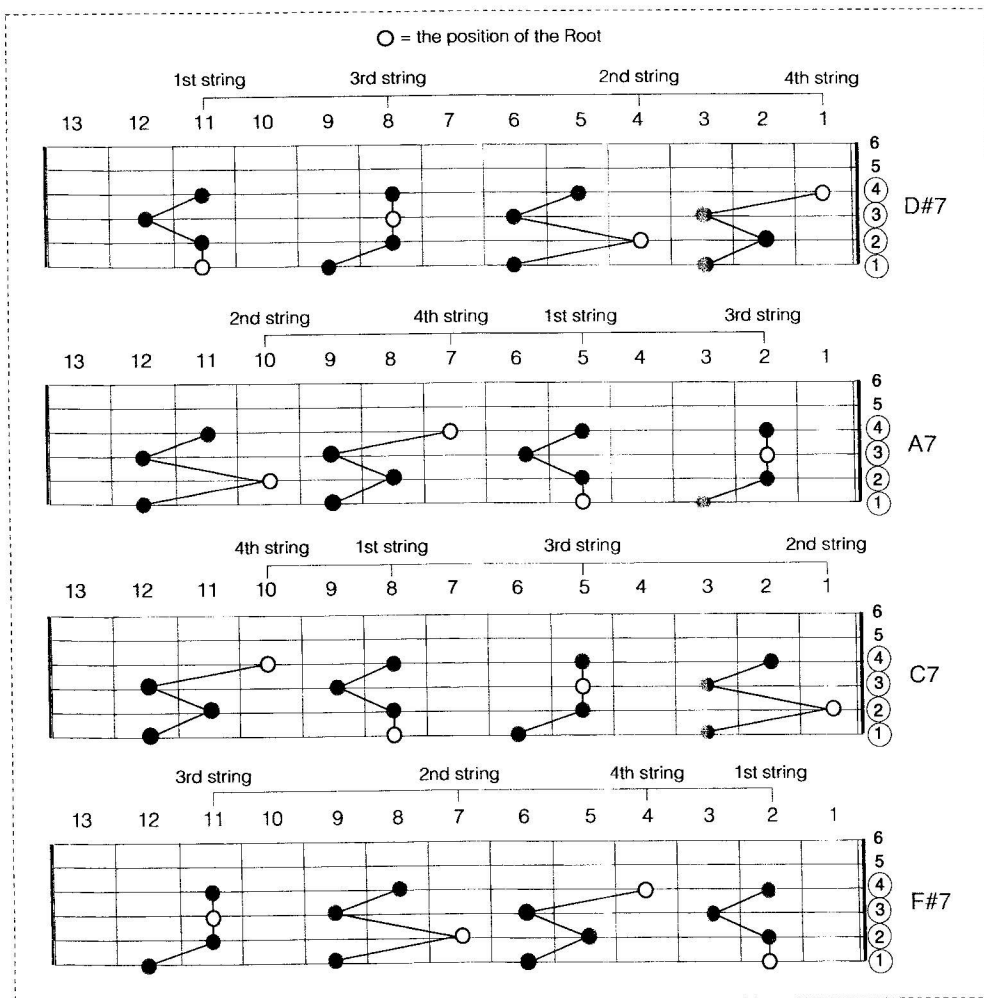 O = the position of the Root
1st string 3rd string 2nd string 4th string
13 12 11 10 9 8 7 6 5 4 3 2 1
6
5
4
3
2
1
D#7
2nd string 4th string 1st string 3rd string
13 12 11 10 9 8 7 6 5 4 3 2 1
6
5
4
3
2
1
A7
4th string 1st string 3rd string 2nd string
13 12 11 10 9 8 7 6 5 4 3 2 1
6
5
4
3
2
1
C7
3rd string 2nd string 4th string 1st string
13 12 11 10 9 8 7 6 5 4 3 2 1
6
5
4
3
2
1
F#7